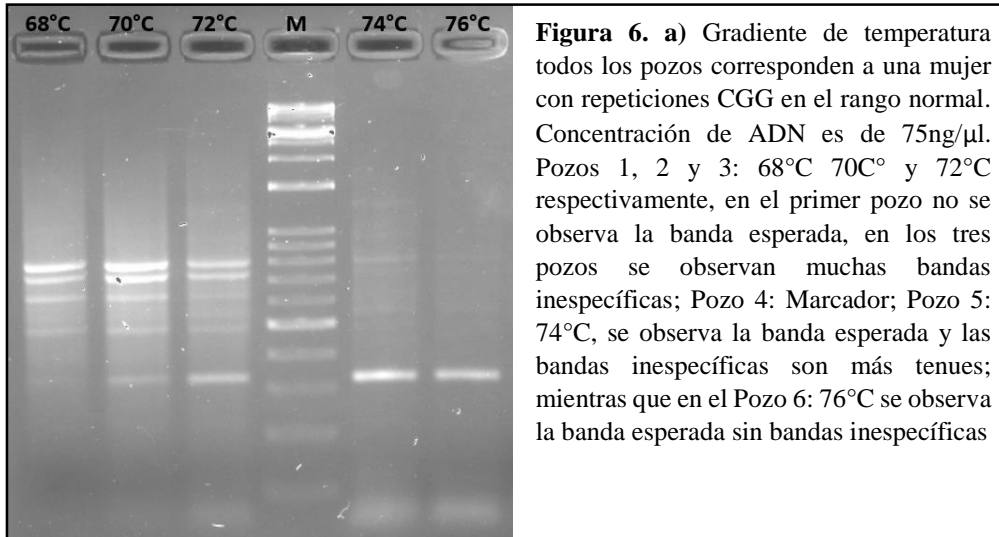 68°C 70°C 72°C M 74°C 76°C
Figura 6. a) Gradiente de temperatura
todos los pozos corresponden a una mujer
con repeticiones CGG en el rango normal.
Concentración de ADN es de 75ng/µl.
Pozos 1, 2 y 3: 68°C 70C° y 72°C
respectivamente, en el primer pozo no se
observa la banda esperada, en los tres
pozos se observan muchas bandas
inespecíficas; Pozo 4: Marcador; Pozo 5:
74°C, se observa la banda esperada y las
bandas inespecíficas son más tenues;
mientras que en el Pozo 6: 76°C se observa
la banda esperada sin bandas inespecíficas